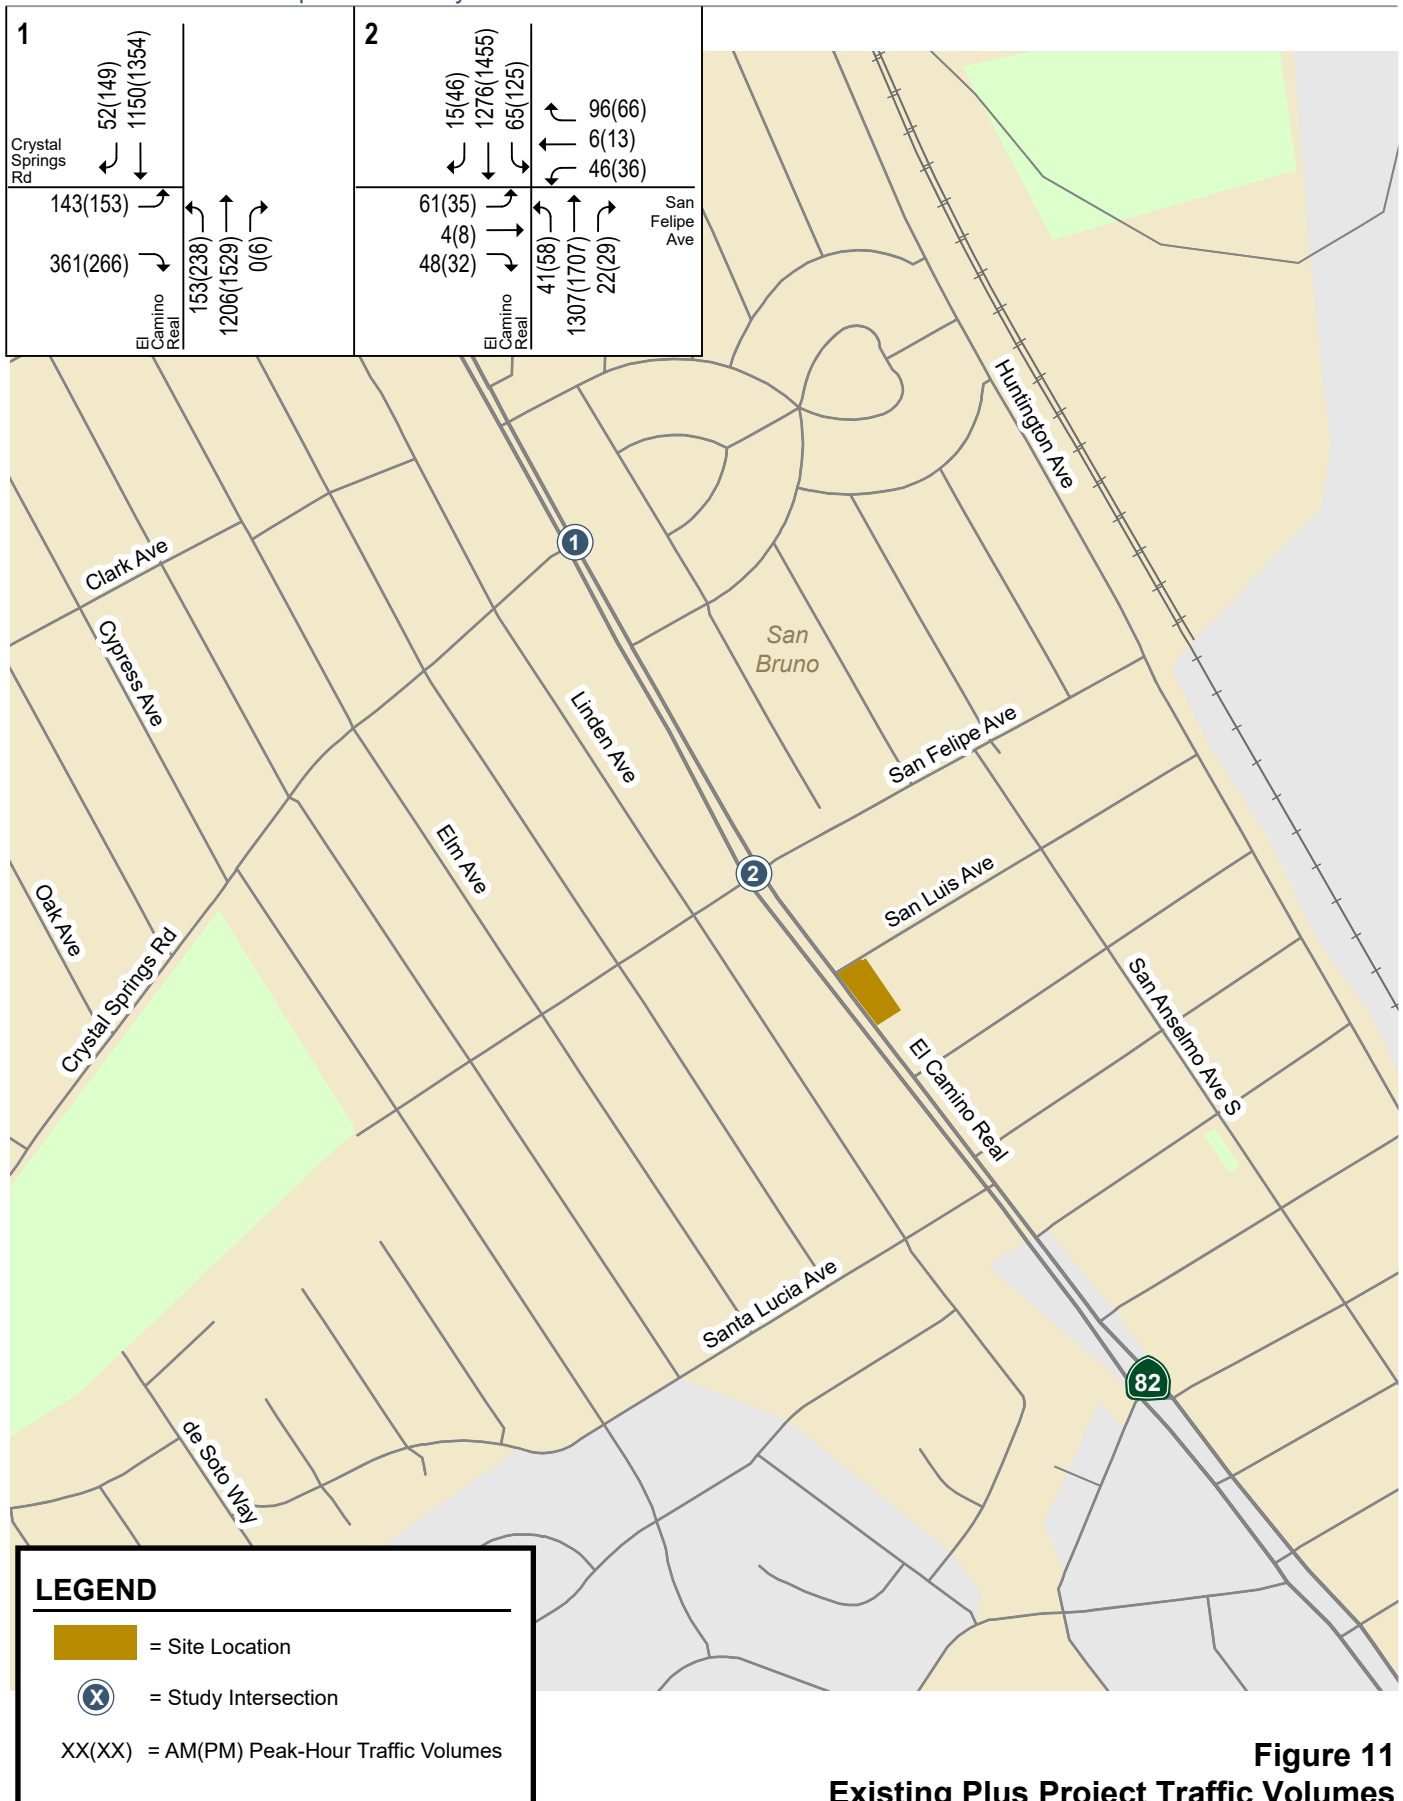 1
52(149)
1150(1354)
Crystal
Springs
Rd
143(153)
361(266)
153(238)
1206(1529)
0(6)
El
Camino
Real
2
15(46)
1276(1455)
65(125)
96(66)
6(13)
46(36)
61(35)
4(8)
48(32)
41(58)
1307(1707)
22(29)
San
Felipe
Ave
El
Camino
Real
Huntington Ave
1
Clark Ave
Cypress Ave
San
Bruno
Linden Ave
San Felipe Ave
Elm Ave
2
San Luis Ave
Oak Ave
Crystal Springs Rd
San Anselmo Ave S
El Camino Real
Santa Lucia Ave
82
de Soto Way
LEGEND
= Site Location
X = Study Intersection
XX(XX) = AM(PM) Peak-Hour Traffic Volumes
Figure 11
Existing Plus Project Traffic Volumes